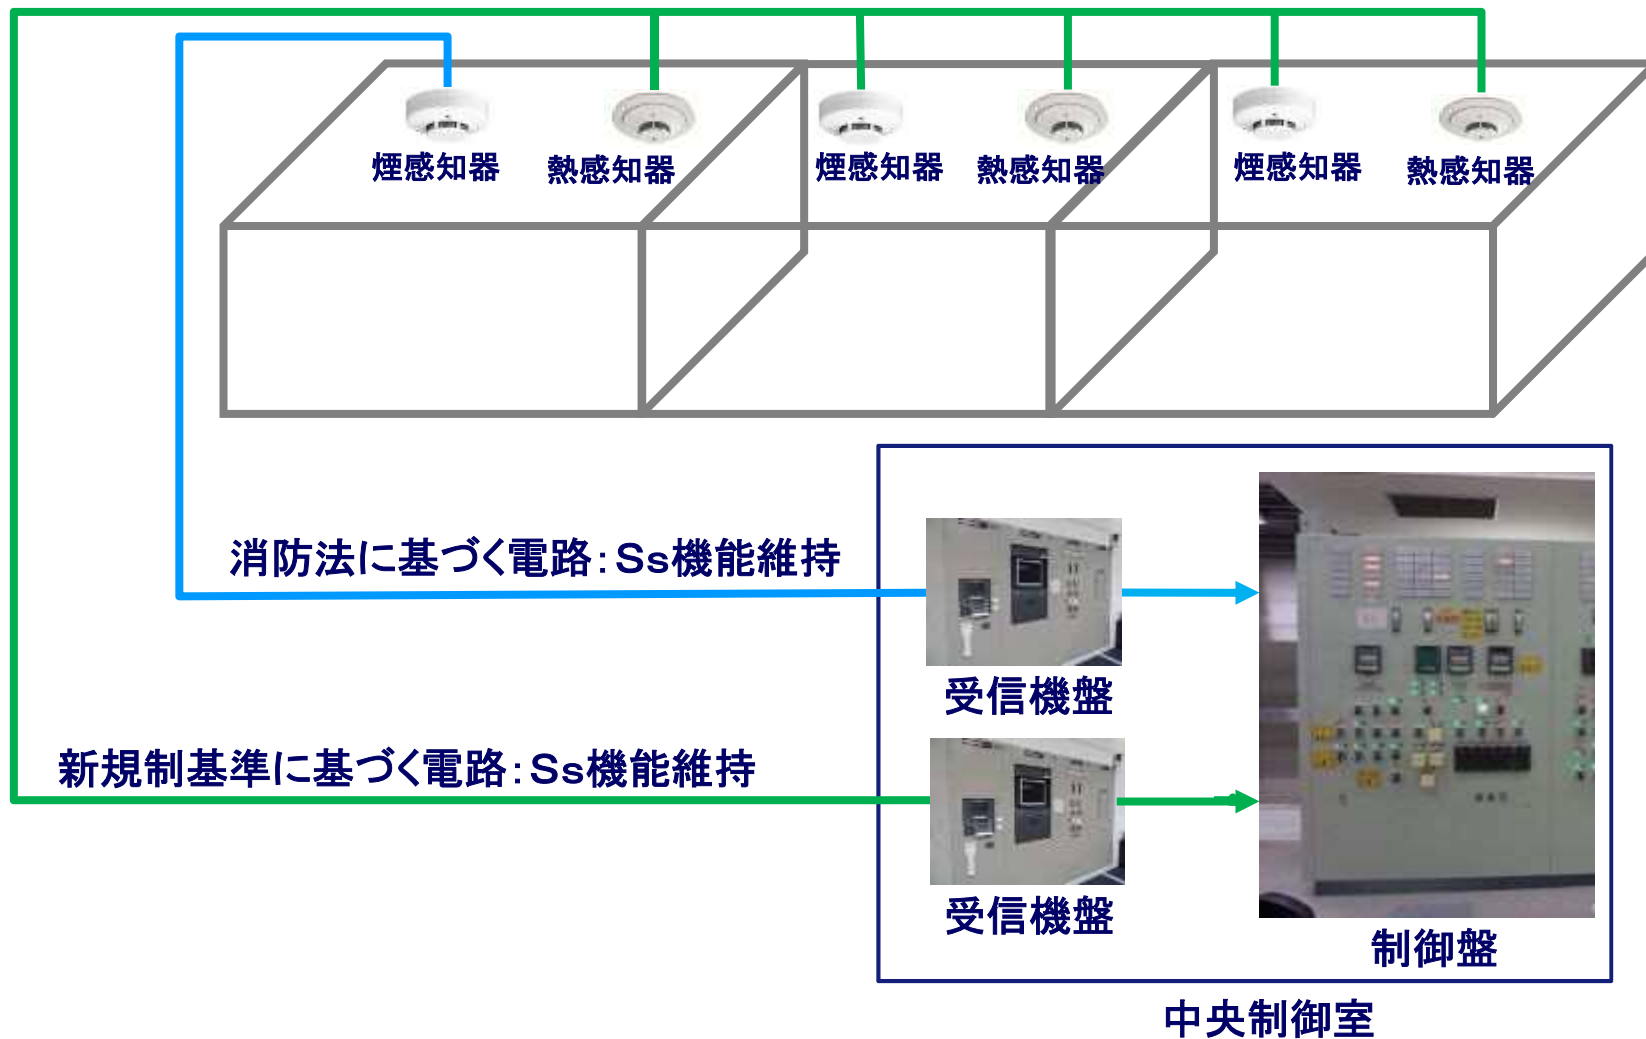 煙感知器
熱感知器
煙感知器
熱感知器
煙感知器
熱感知器
消防法に基づく電路：Ss機能維持
受信機盤
新規制基準に基づく電路：Ss機能維持
受信機盤
制御盤
中央制御室